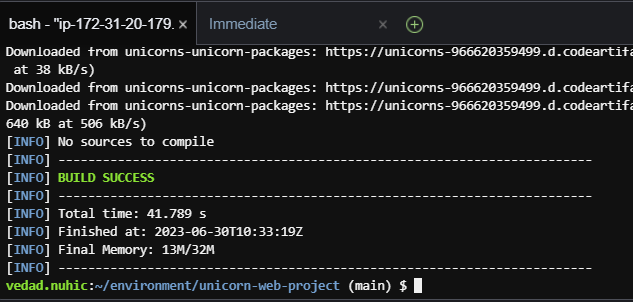 bash - "ip-172-31-20-179. × Immediate ×
Downloaded from unicorns-unicorn-packages: https://unicorns-966620359499.d.codeartifa
at 38 kB/s)
Downloaded from unicorns-unicorn-packages: https://unicorns-966620359499.d.codeartifa
Downloaded from unicorns-unicorn-packages: https://unicorns-966620359499.d.codeartifa
640 kB at 506 kB/s)
[INFO] No sources to compile
[INFO] ------------------------------------------------------------------------
[INFO] BUILD SUCCESS
[INFO] ------------------------------------------------------------------------
[INFO] Total time: 41.789 s
[INFO] Finished at: 2023-06-30T10:33:19Z
[INFO] Final Memory: 13M/32M
[INFO] ------------------------------------------------------------------------
vedad.nuhic:~/environment/unicorn-web-project (main) $